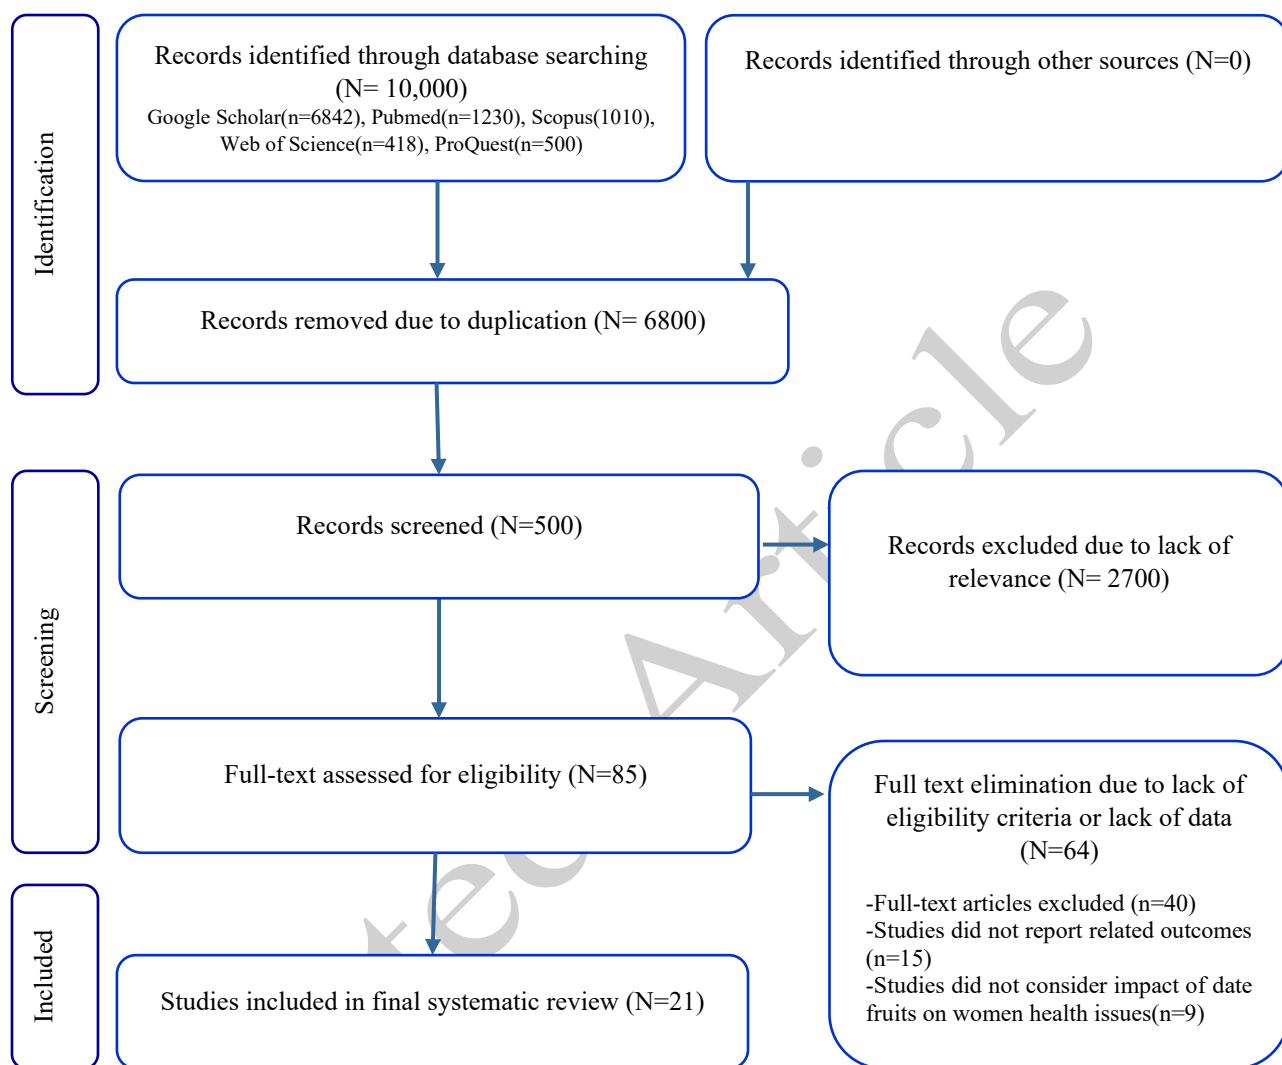 Identification
Records identified through database searching
(N= 10,000)
Google Scholar(n=6842), Pubmed(n=1230), Scopus(1010),
Web of Science(n=418), ProQuest(n=500)
Records identified through other sources (N=0)
Records removed due to duplication (N= 6800)
Screening
Records screened (N=500)
Records excluded due to lack of
relevance (N= 2700)
Full-text assessed for eligibility (N=85)
Full text elimination due to lack of
eligibility criteria or lack of data
(N=64)
-Full-text articles excluded (n=40)
-Studies did not report related outcomes
(n=15)
-Studies did not consider impact of date
fruits on women health issues(n=9)
Included
Studies included in final systematic review (N=21)
Article